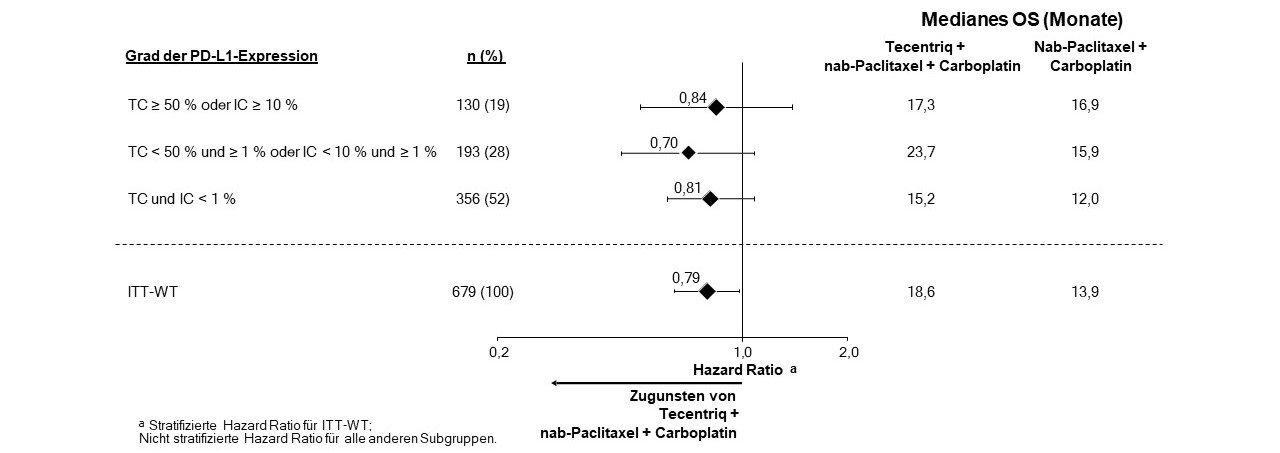 Medianes OS (Monate)
Grad der PD-L1-Expression n (%) Tecentriq + Nab-Paclitaxel +
nab-Paclitaxel + Carboplatin Carboplatin
TC ≥ 50 % oder IC ≥ 10 % 130 (19) 0,84 17,3 16,9
TC < 50 % und ≥ 1 % oder IC < 10 % und ≥ 1 % 193 (28) 0,70 23,7 15,9
TC und IC < 1 % 356 (52) 0,81 15,2 12,0
ITT-WT 679 (100) 0,79 18,6 13,9
0,2 1,0 2,0
Hazard Ratio a
Zugunsten von
Tecentriq +
nab-Paclitaxel + Carboplatin
a Stratifizierte Hazard Ratio für ITT-WT;
Nicht stratifizierte Hazard Ratio für alle anderen Subgruppen.